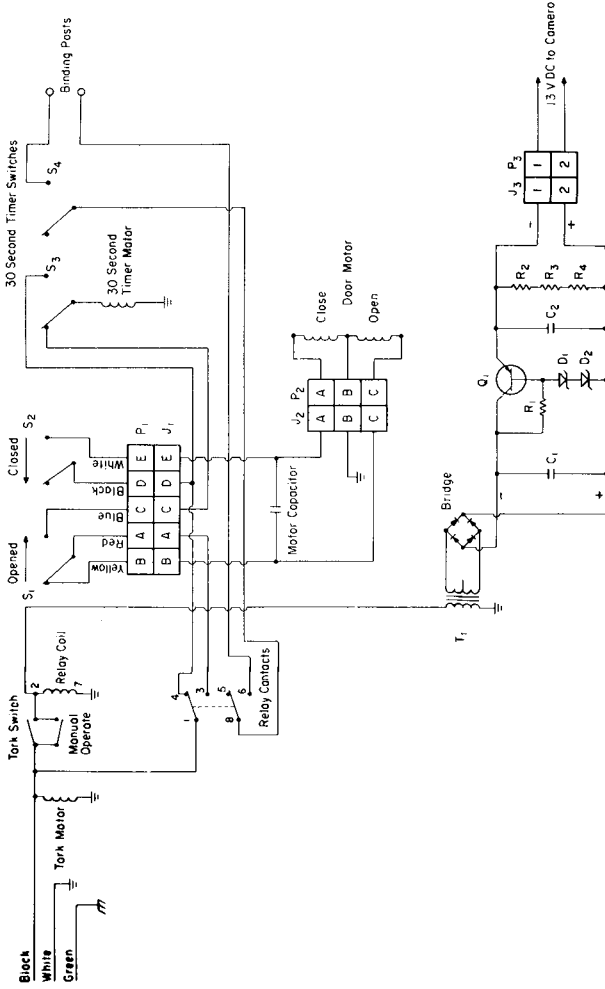 Black
White
Green
Tork Motor
Tork Switch
Manual
Operate
2
Relay Coil
7
1
4
3
8
5
6
Relay Contacts
Opened
S1
Closed
S2
Yellow
Red
Blue
Black
White
P1
B A C D E
B A C D E
J1
30 Second Timer Switches
S3
S4
30 Second
Timer Motor
Binding Posts
Motor Capacitor
J2 P2
A A
B B
C C
Close
Door Motor
Open
T1
Bridge
-
+
C1
R1
Q1
D1
D2
C2
R2
R3
R4
-
+
J3 P3
1 1
2 2
13 V DC to Camera